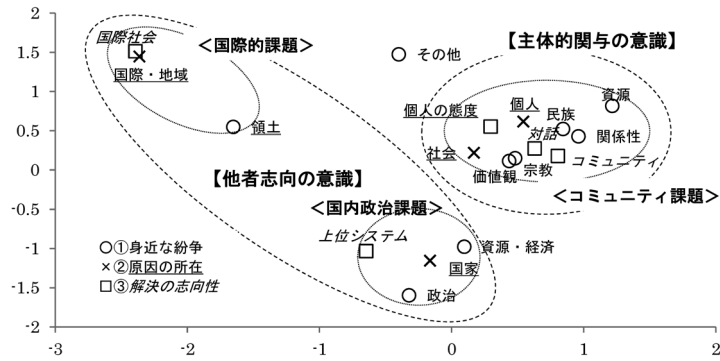 2
1.5
1
0.5
0
-0.5
-1
-1.5
-2
-3
-2
-1
0
1
2
国際社会
国際・地域
＜国際的課題＞
領土
その他
【主体的関与の意識】
資源
個人の態度
個人
民族
対話
関係性
社会
コミュニティ
価値観
宗教
＜コミュニティ課題＞
【他者志向の意識】
＜国内政治課題＞
上位システム
資源・経済
国家
政治
○①身近な紛争
×②原因の所在
□③解決の志向性